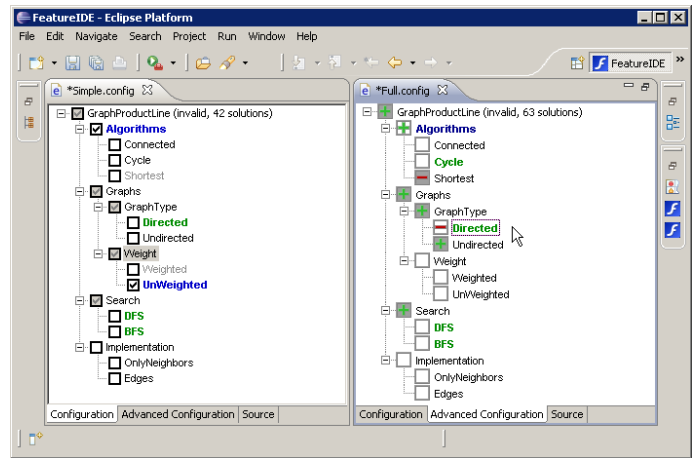 FeatureIDE - Eclipse Platform
File Edit Navigate Search Project Run Window Help
FeatureIDE »
*Simple.config
GraphProductLine (invalid, 42 solutions)
Algorithms
Connected
Cycle
Shortest
Graphs
GraphType
Directed
Undirected
Weight
Weighted
UnWeighted
Search
DFS
BFS
Implementation
OnlyNeighbors
Edges
Configuration Advanced Configuration Source
*Full.config
GraphProductLine (invalid, 63 solutions)
Algorithms
Connected
Cycle
Shortest
Graphs
GraphType
Directed
Undirected
Weight
Weighted
UnWeighted
Search
DFS
BFS
Implementation
OnlyNeighbors
Edges
Configuration Advanced Configuration Source